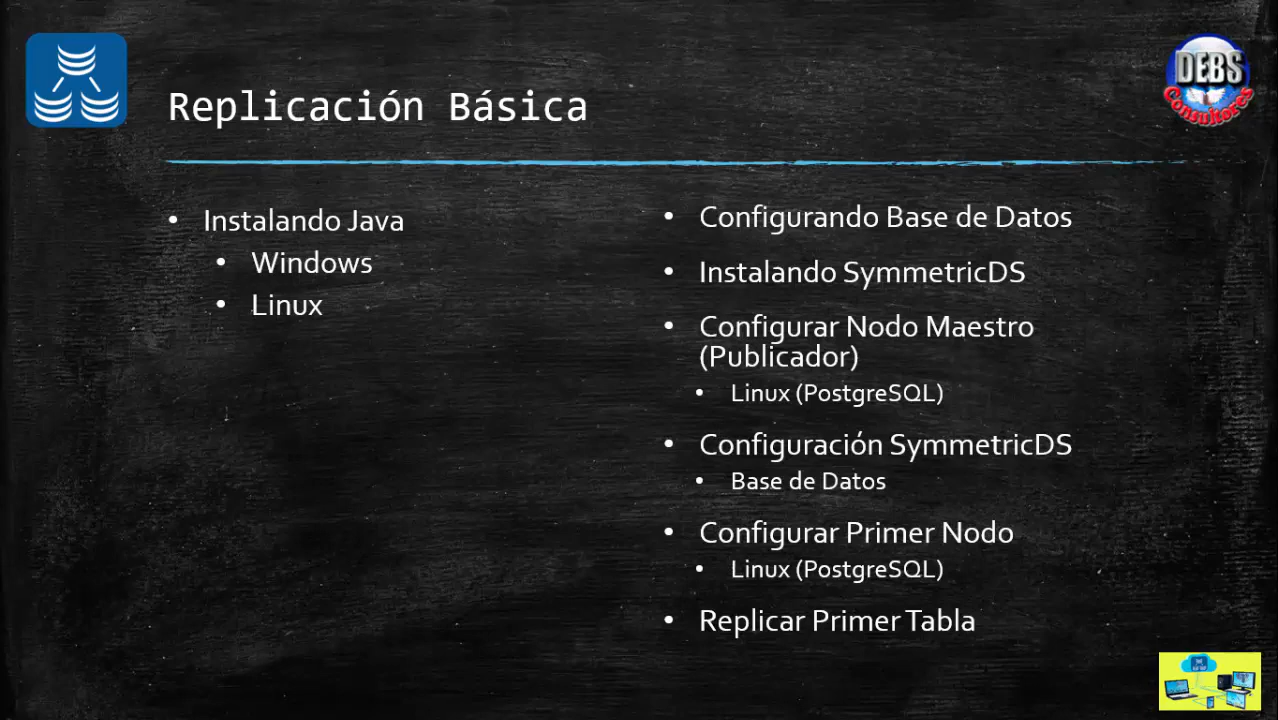 DEBS
Consultores
Replicación Básica
• Instalando Java
• Windows
• Linux
• Configurando Base de Datos
• Instalando SymmetricDS
• Configurar Nodo Maestro
(Publicador)
• Linux (PostgreSQL)
• Configuración SymmetricDS
• Base de Datos
• Configurar Primer Nodo
• Linux (PostgreSQL)
• Replicar Primer Tabla